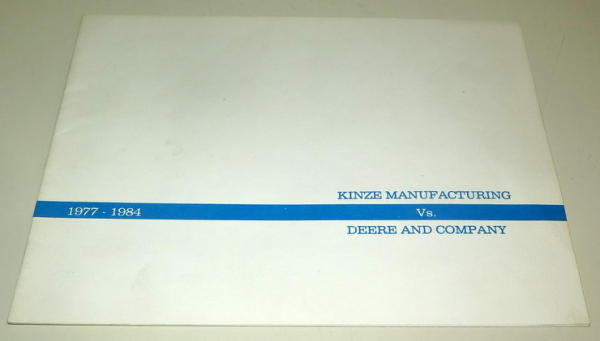 KINZE MANUFACTURING
1977 - 1984 Vs.
DEERE AND COMPANY